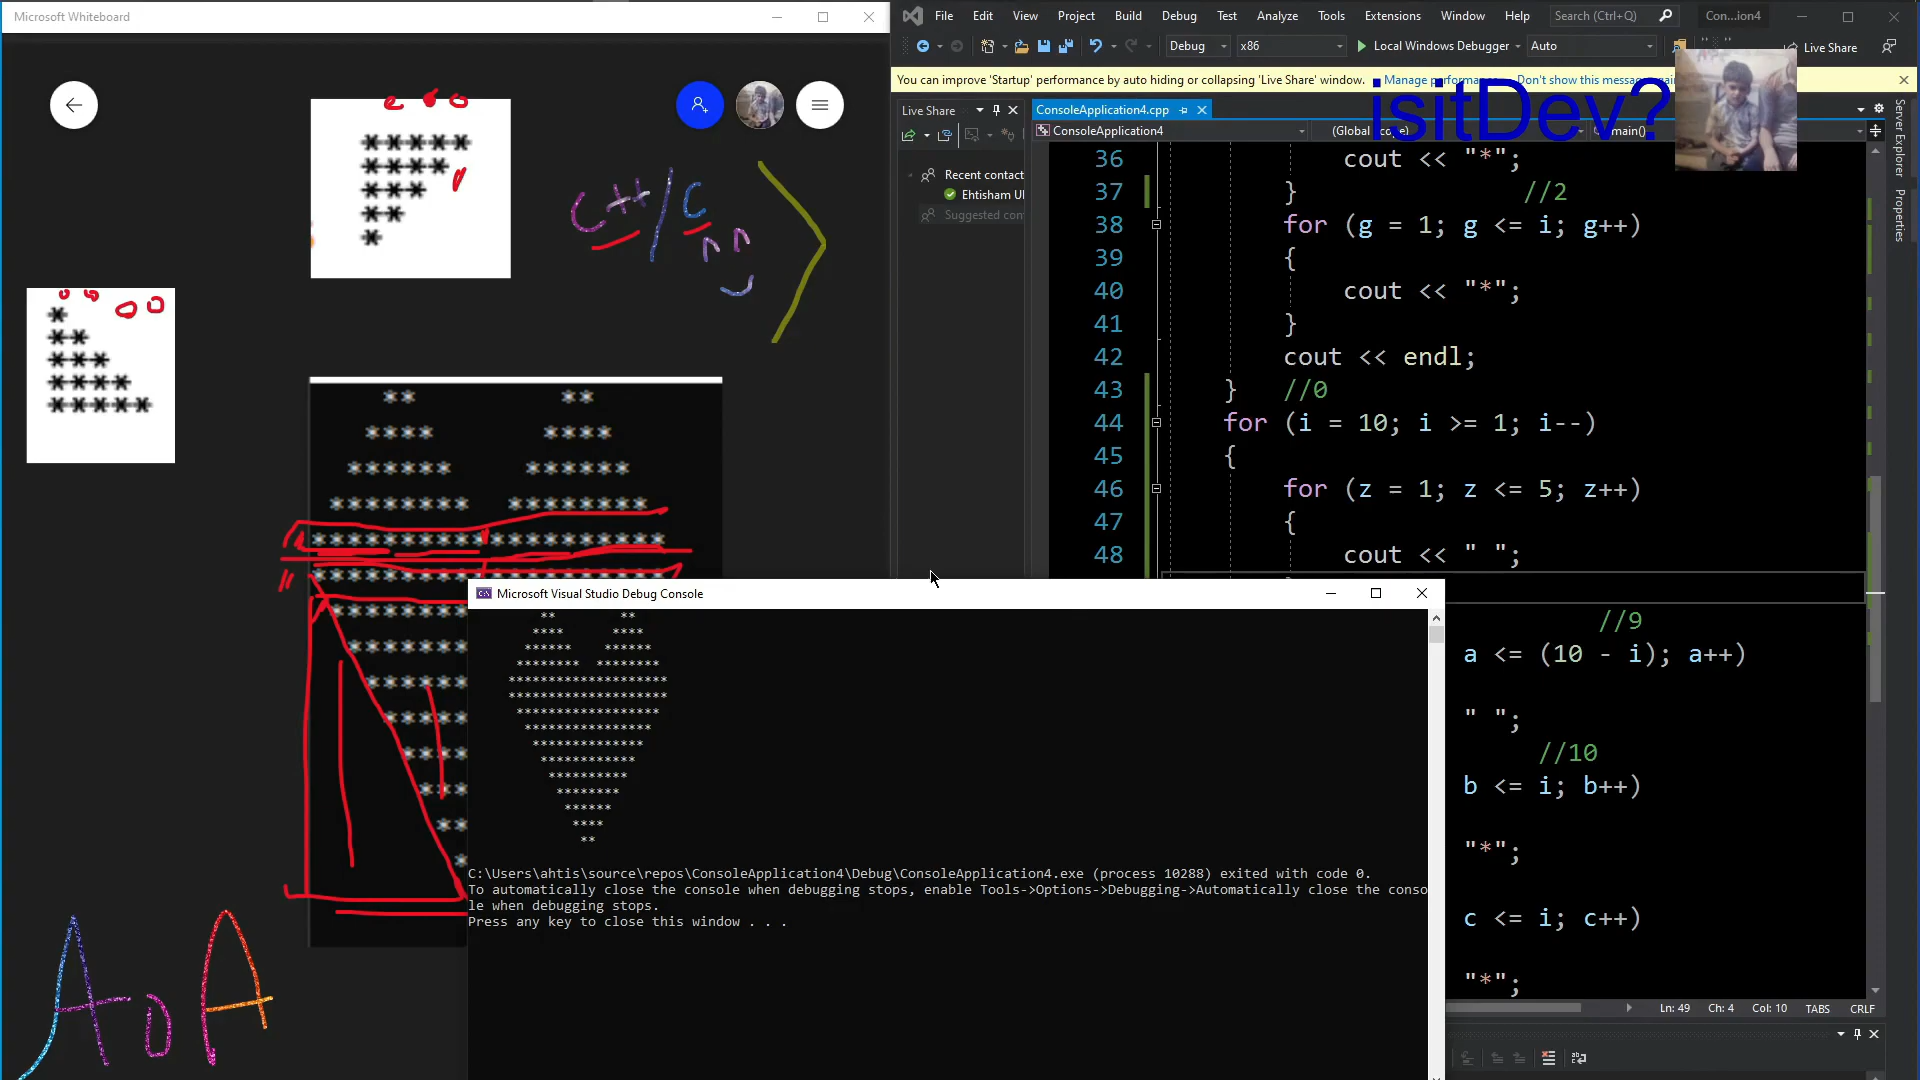 Microsoft Whiteboard
*****
****
***
**
*
C++/C
*
**
***
****
*****
** **
**** ****
****** ******
******** ********
********************
********************
AOA
File Edit View Project Build Debug Test Analyze Tools Extensions Window Help Search (Ctrl+Q) Con...ion4
Debug x86 Local Windows Debugger Auto Live Share
You can improve 'Startup' performance by auto hiding or collapsing 'Live Share' window. Manage performa Don't show this messag
isitDev?
Live Share
Recent contact
Ehtisham Ul
Suggested con
ConsoleApplication4.cpp
ConsoleApplication4 (Global Scope) main()
Server Explorer
Properties
36 cout << "*";
37 } //2
38 for (g = 1; g <= i; g++)
39 {
40 cout << "*";
41 }
42 cout << endl;
43 } //0
44 for (i = 10; i >= 1; i--)
45 {
46 for (z = 1; z <= 5; z++)
47 {
48 cout << " ";
//9
a <= (10 - i); a++)
" ";
//10
b <= i; b++)
"*";
c <= i; c++)
"*";
Ln: 49 Ch: 4 Col: 10 TABS CRLF
Microsoft Visual Studio Debug Console
** **
**** ****
****** ******
******** ********
********************
********************
******************
****************
**************
************
**********
********
******
****
**
C:\Users\ahtis\source\repos\ConsoleApplication4\Debug\ConsoleApplication4.exe (process 10288) exited with code 0.
To automatically close the console when debugging stops, enable Tools->Options->Debugging->Automatically close the conso
le when debugging stops.
Press any key to close this window . . .